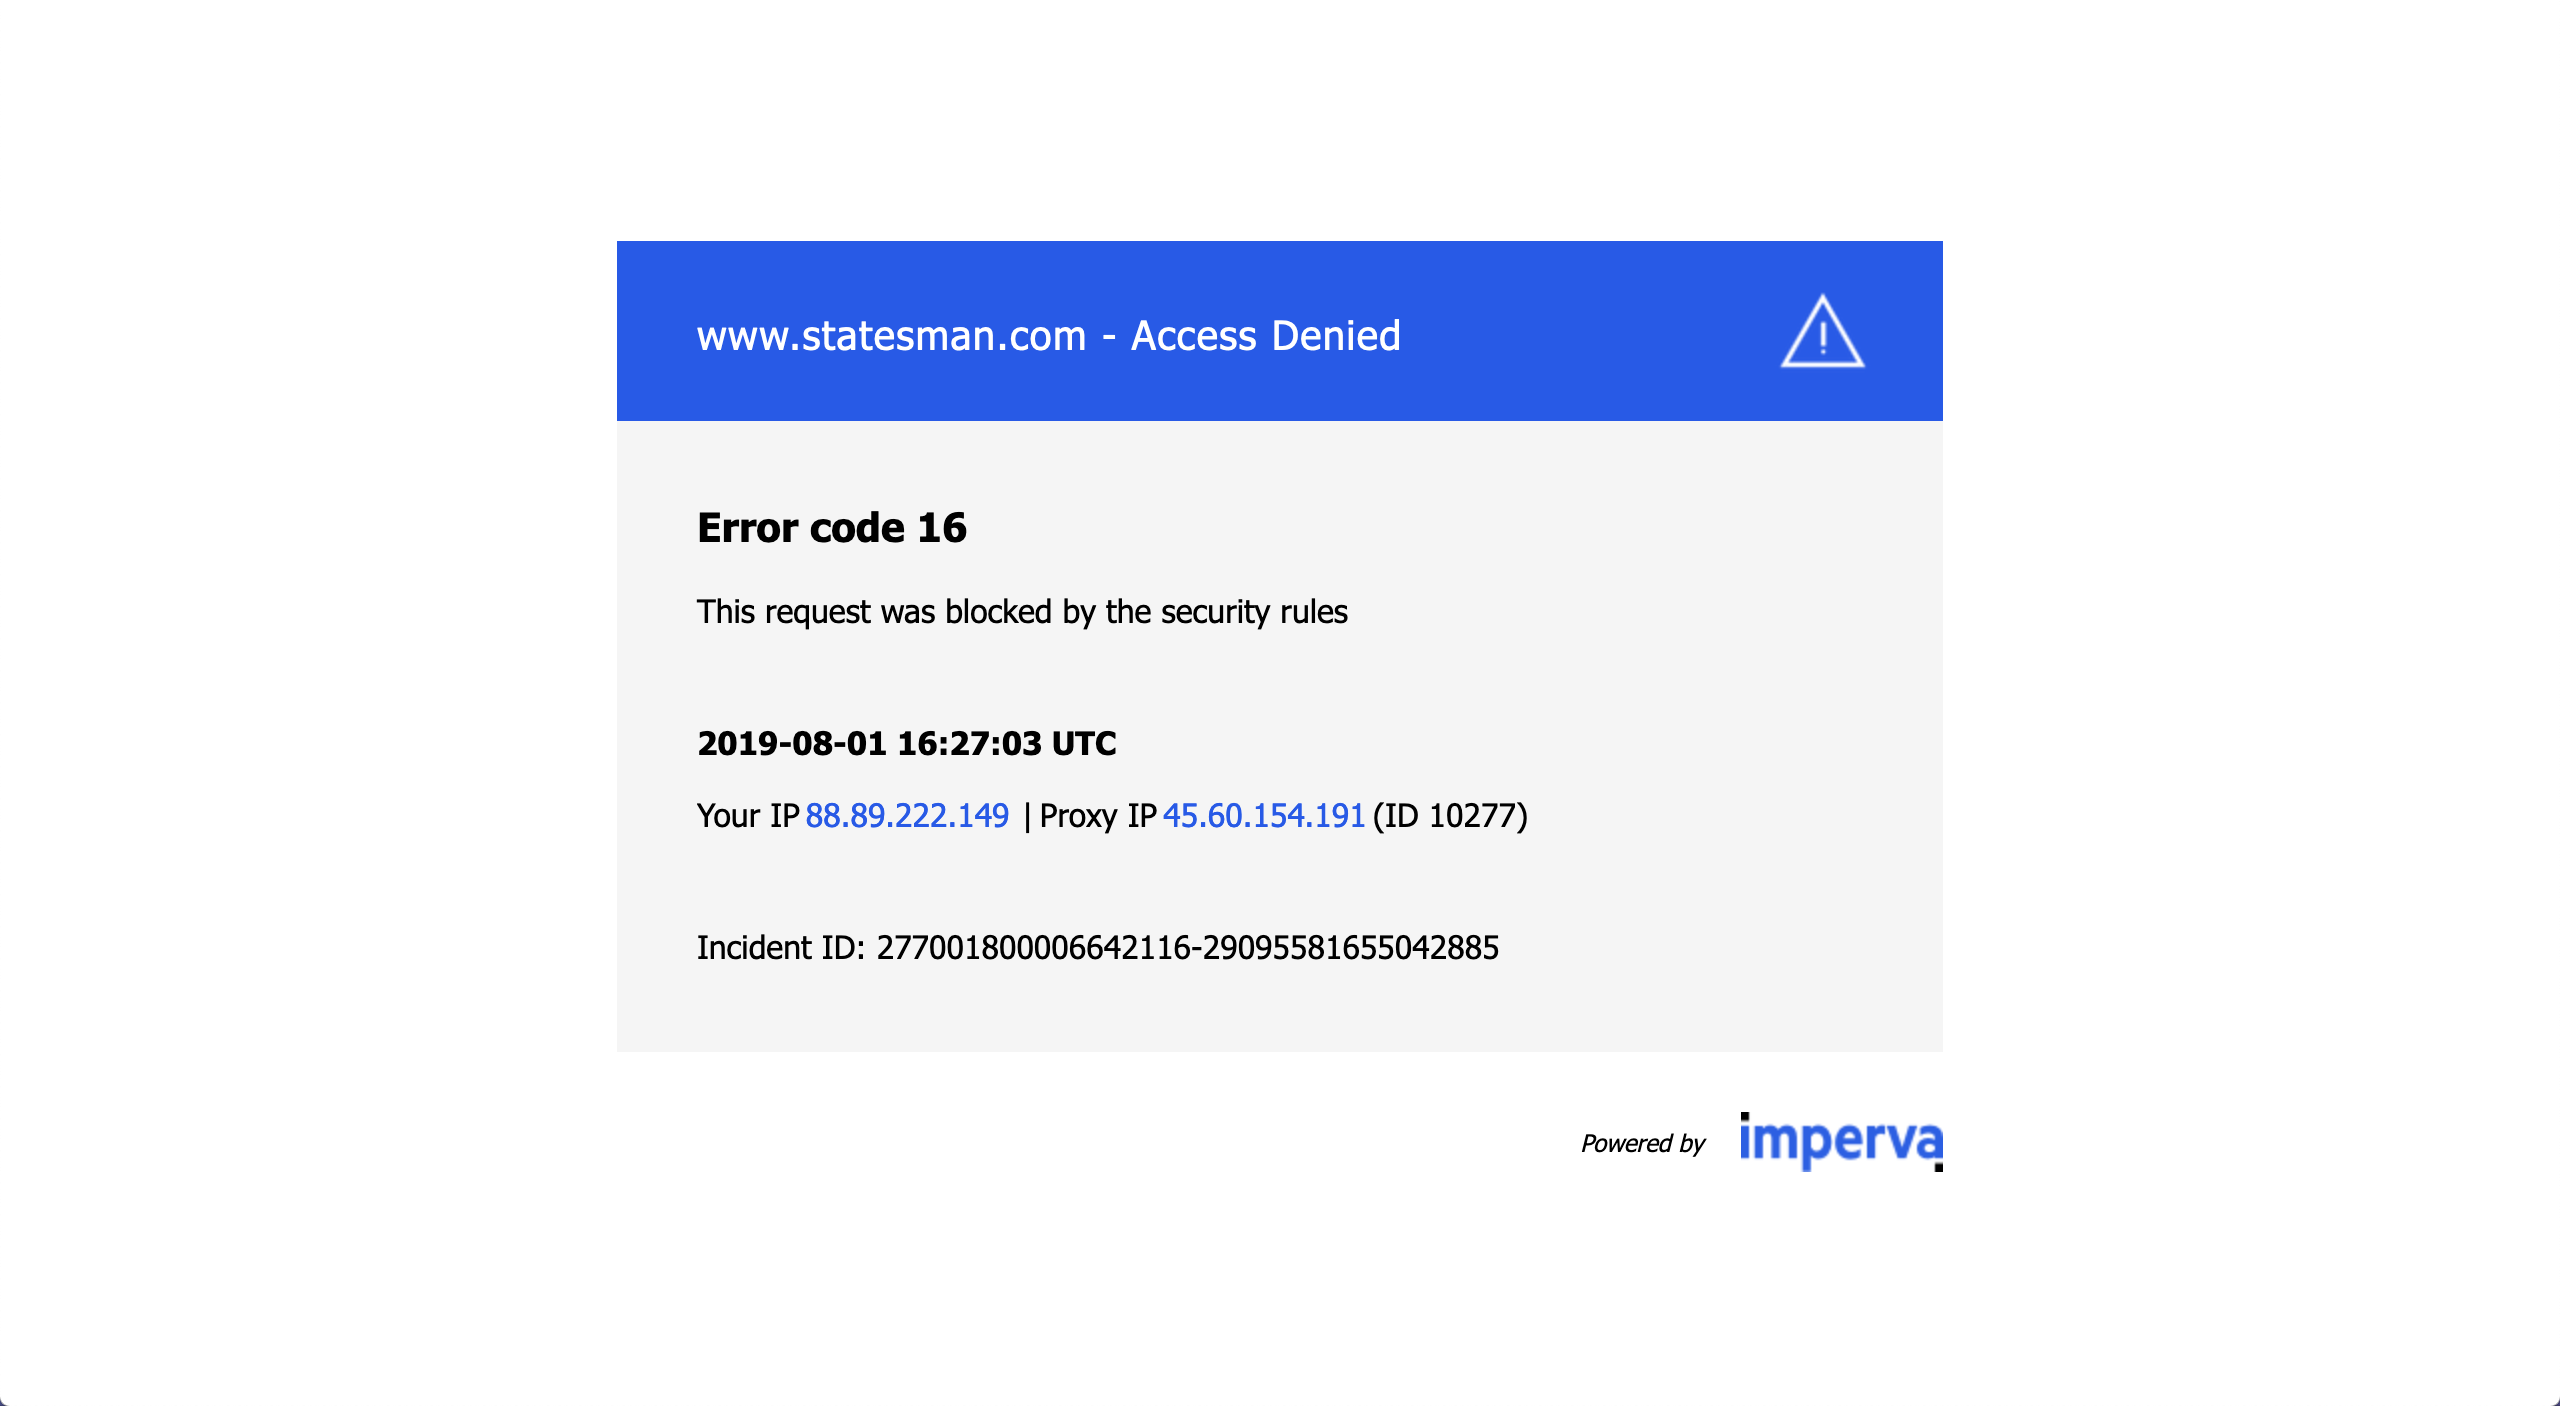 www.statesman.com - Access Denied
Error code 16
This request was blocked by the security rules
2019-08-01 16:27:03 UTC
Your IP 88.89.222.149 | Proxy IP 45.60.154.191 (ID 10277)
Incident ID: 277001800006642116-29095581655042885
Powered by imperva